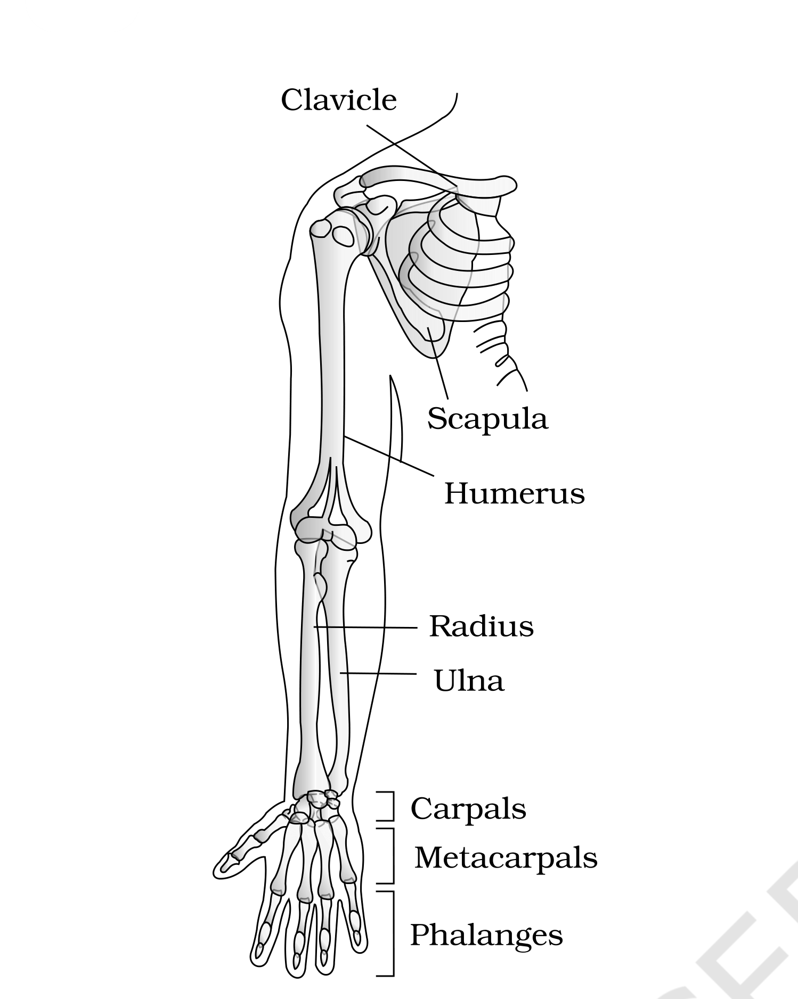 Clavicle
Scapula
Humerus
Radius
Ulna
Carpals
Metacarpals
Phalanges